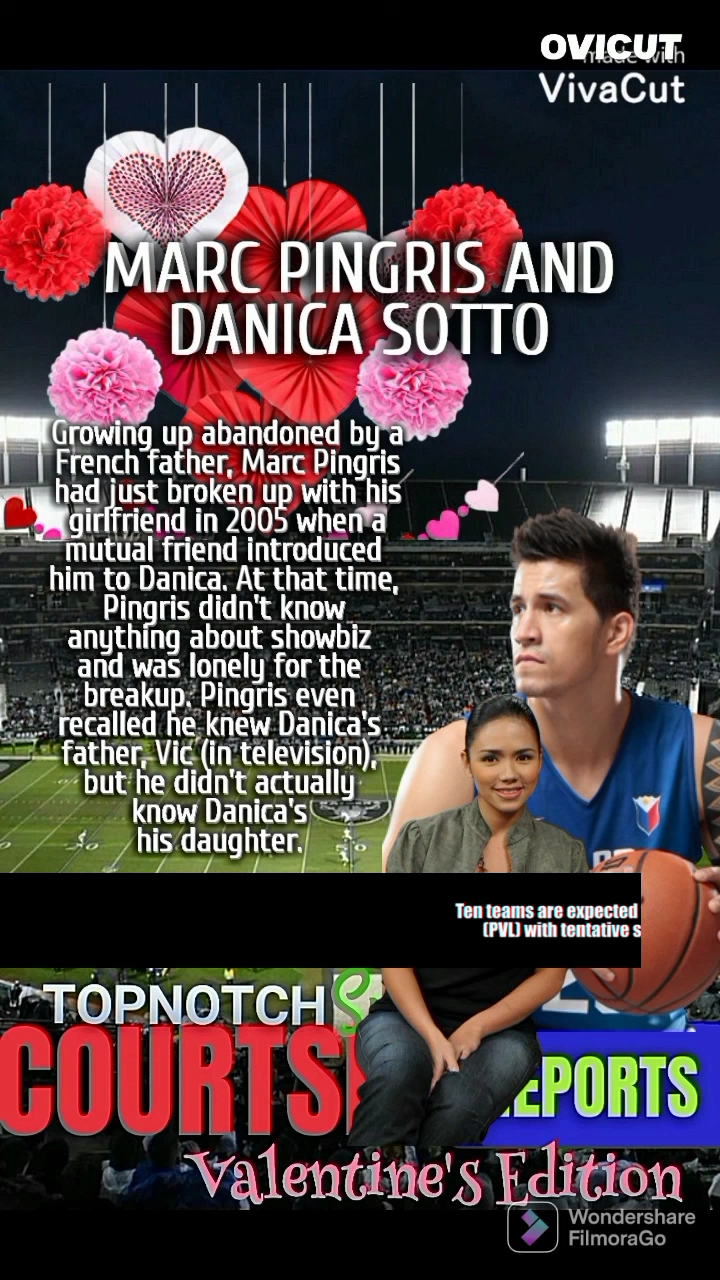 OVICUT
made with
VivaCut
MARC PINGRIS AND
DANICA SOTTO
Growing up abandoned by a
French father, Marc Pingris
had just broken up with his
girlfriend in 2005 when a
mutual friend introduced
him to Danica. At that time,
Pingris didn't know
anything about showbiz
and was lonely for the
breakup. Pingris even
recalled he knew Danica's
father, Vic (in television),
but he didn't actually
know Danica's
his daughter.
Ten teams are expected
(PVL) with tentative s
TOPNOTCH S
COURTS
EPORTS
Valentine's Edition
Wondershare
FilmoraGo